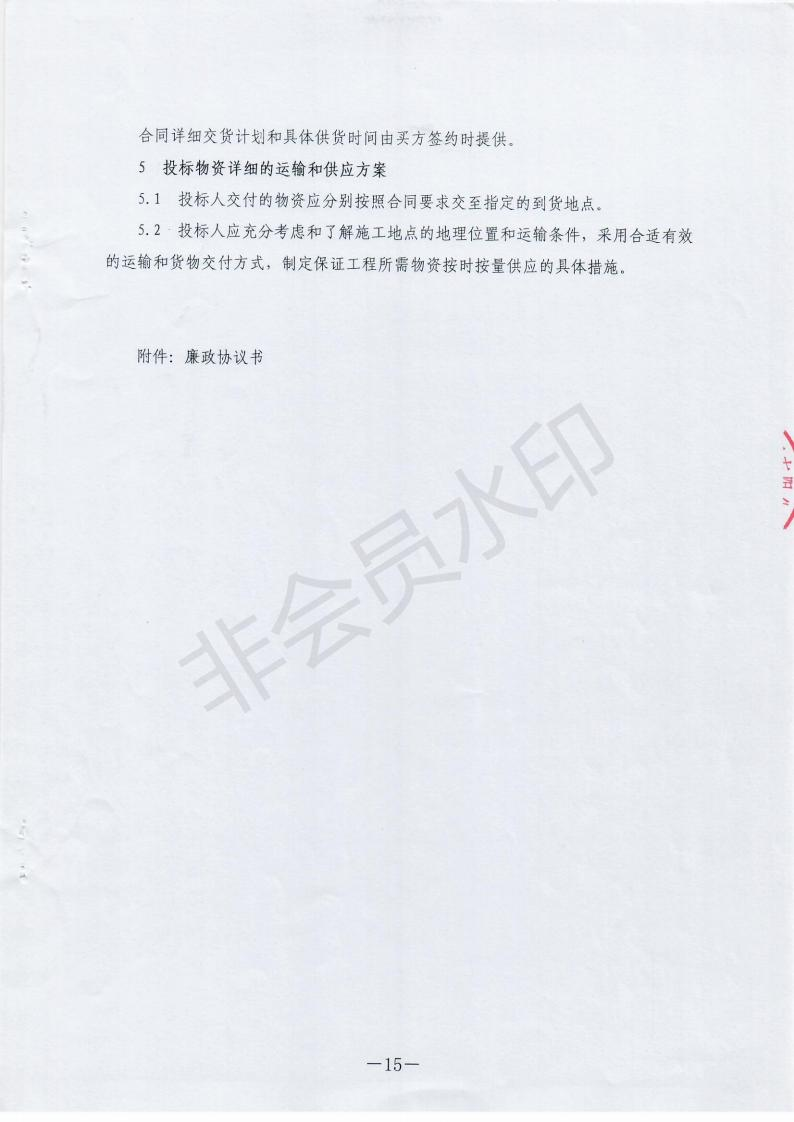 合同详细交货计划和具体供货时间由买方签约时提供。
5 投标物资详细的运输和供应方案
5.1 投标人交付的物资应分别按照合同要求交至指定的到货地点。
5.2 投标人应充分考虑和了解施工地点的地理位置和运输条件，采用合适有效
的运输和货物交付方式，制定保证工程所需物资按时按量供应的具体措施。
附件：廉政协议书
非会员水印
—15—